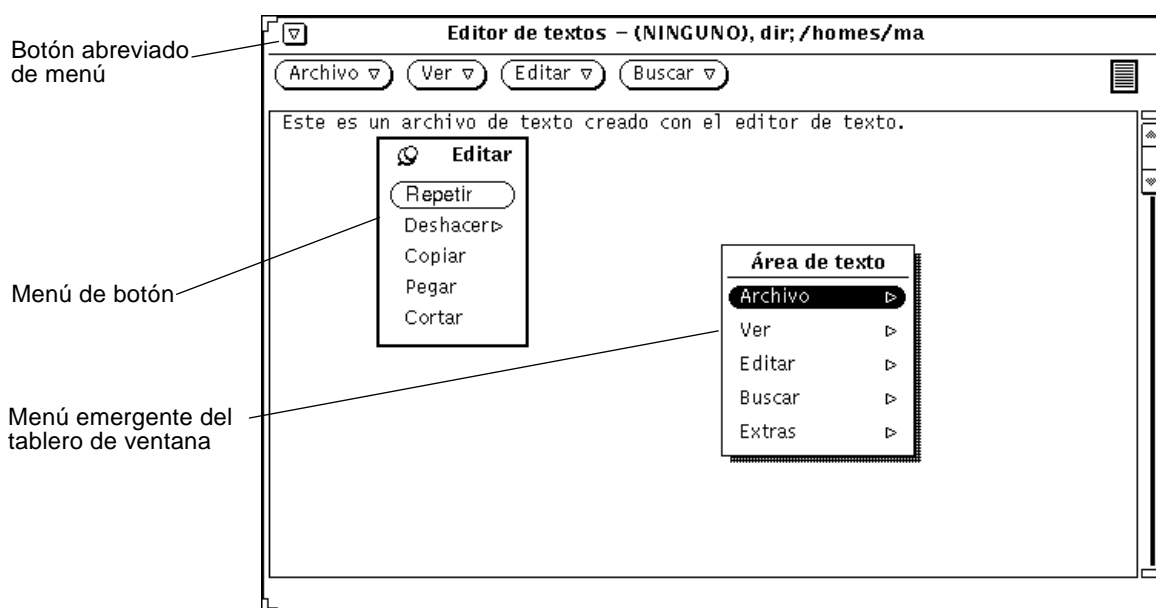 Editor de textos – (NINGUNO), dir;/homes/ma
Botón abreviado
de menú
Archivo Ver Editar Buscar
Este es un archivo de texto creado con el editor de texto.
Editar
Repetir
Deshacer
Copiar
Pegar
Cortar
Menú de botón
Área de texto
Archivo
Ver
Editar
Buscar
Extras
Menú emergente del
tablero de ventana